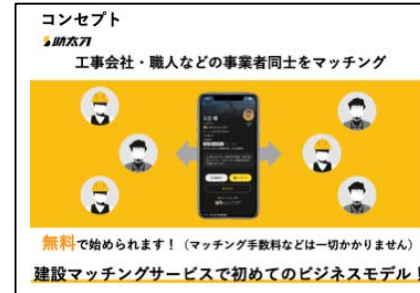 コンセプト
助太刀
工事会社・職人などの事業者同士をマッチング
無料で始められます！（マッチング手数料などは一切かかりません）
建設マッチングサービスで初めてのビジネスモデル！